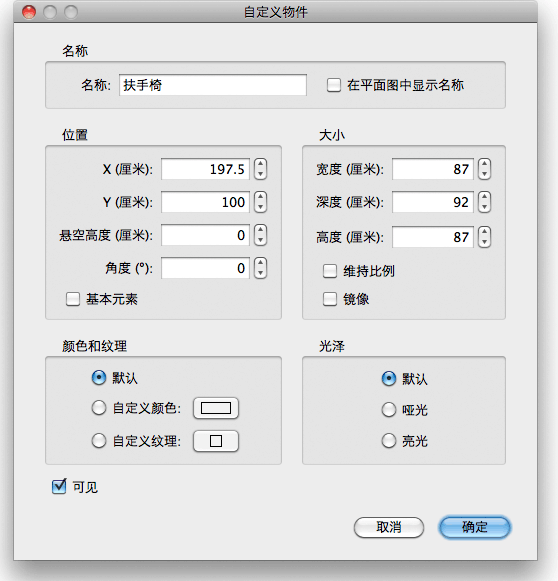 自定义物件
名称
名称: 扶手椅 在平面图中显示名称
位置 大小
X (厘米): 197.5 宽度 (厘米): 87
Y (厘米): 100 深度 (厘米): 92
悬空高度 (厘米): 0 高度 (厘米): 87
角度 (°): 0 维持比例
基本元素 镜像
颜色和纹理 光泽
默认 默认
自定义颜色: 哑光
自定义纹理: 亮光
可见
取消 确定